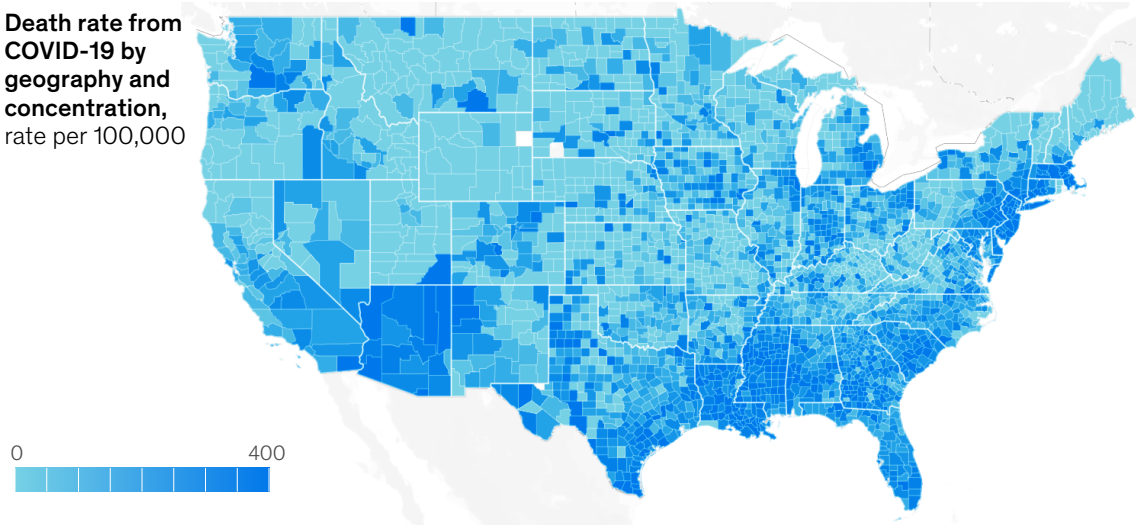 Death rate from
COVID-19 by
geography and
concentration,
rate per 100,000
0 400